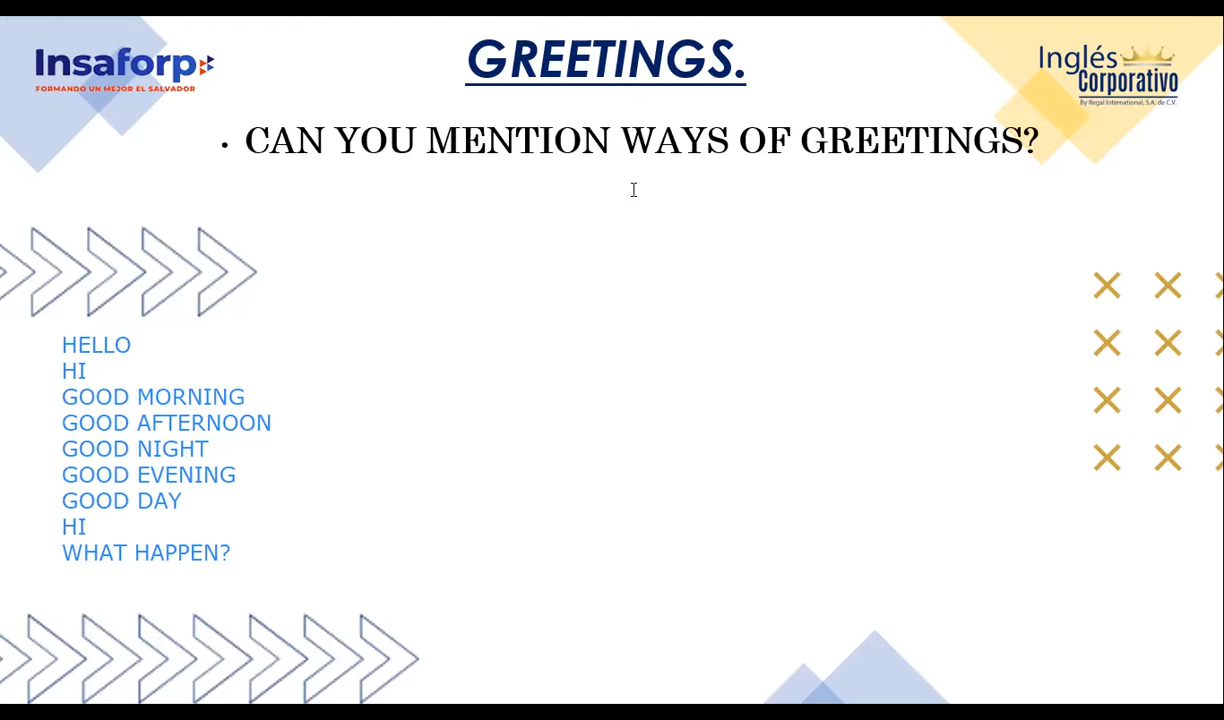 Insaforp
FORMANDO UN MEJOR EL SALVADOR
GREETINGS.
Inglés
Corporativo
By Regal International, S.A. de C.V.
• CAN YOU MENTION WAYS OF GREETINGS?
HELLO
HI
GOOD MORNING
GOOD AFTERNOON
GOOD NIGHT
GOOD EVENING
GOOD DAY
HI
WHAT HAPPEN?